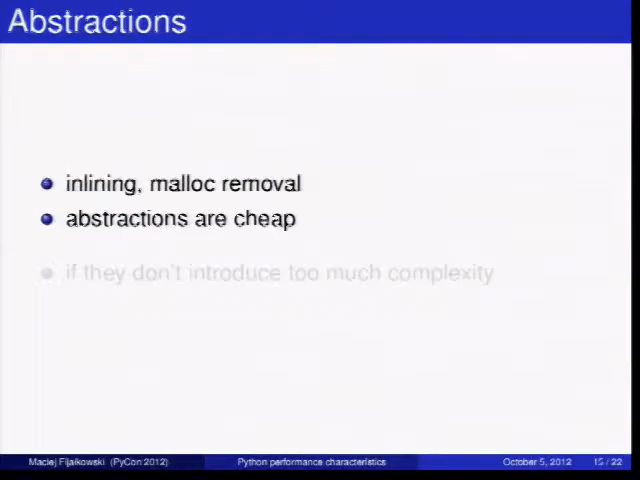 Abstractions
inlining, malloc removal
abstractions are cheap
if they don't introduce too much complexity
Maciej Fijałkowski (PyCon 2012)
Python performance characteristics
October 5, 2012
15 / 22